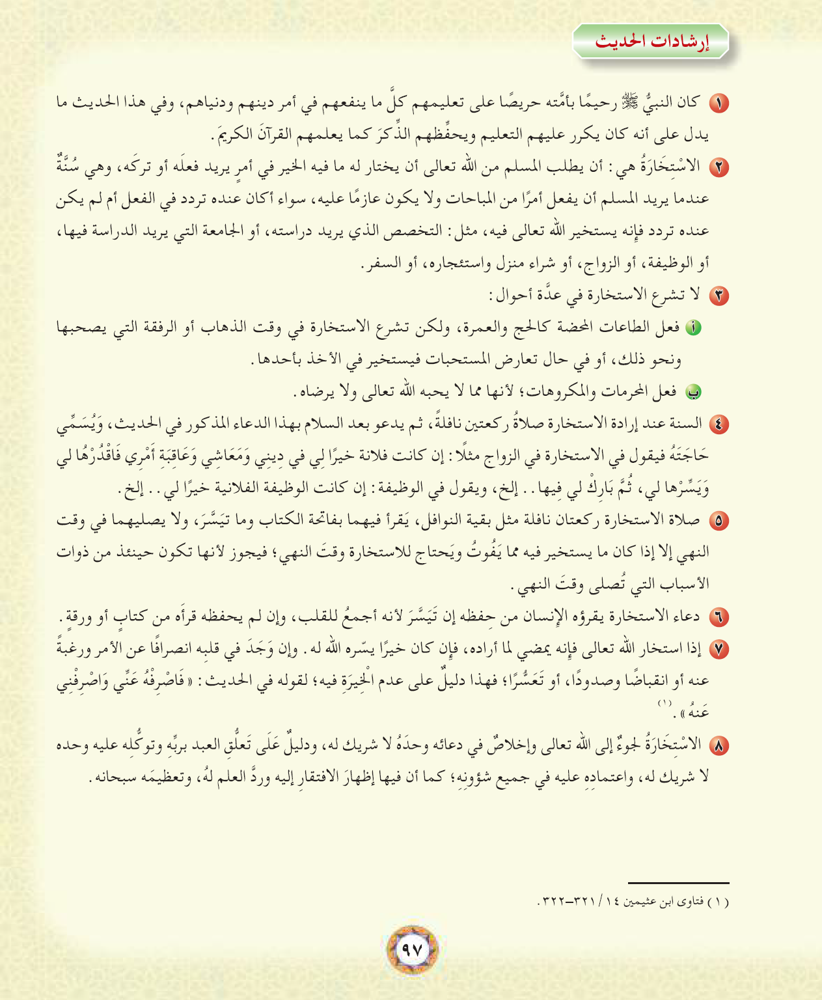 إرشادات الحديث
١ كان النبيُّ ﷺ رحيمًا بأمَّته حريصًا على تعليمهم كلَّ ما ينفعهم في أمر دينهم ودنياهم، وفي هذا الحديث ما
يدل على أنه كان يكرر عليهم التعليم ويحفِّظهم الذِّكرَ كما يعلمهم القرآنَ الكريمَ.
٢ الاسْتِخَارَةُ هي: أن يطلب المسلم من الله تعالى أن يختار له ما فيه الخير في أمرٍ يريد فعلَه أو تركَه، وهي سُنَّةٌ
عندما يريد المسلم أن يفعل أمرًا من المباحات ولا يكون عازمًا عليه، سواء أكان عنده تردد في الفعل أم لم يكن
عنده تردد فإِنه يستخير الله تعالى فيه، مثل: التخصص الذي يريد دراسته، أو الجامعة التي يريد الدراسة فيها،
أو الوظيفة، أو الزواج، أو شراء منزل واستئجاره، أو السفر.
٣ لا تشرع الاستخارة في عدَّة أحوال:
أ فعل الطاعات المحضة كالحج والعمرة، ولكن تشرع الاستخارة في وقت الذهاب أو الرفقة التي يصحبها
ونحو ذلك، أو في حال تعارض المستحبات فيستخير في الأخذ بأحدها.
ب فعل المحرمات والمكروهات؛ لأنها مما لا يحبه الله تعالى ولا يرضاه.
٤ السنة عند إرادة الاستخارة صلاةُ ركعتين نافلةً، ثم يدعو بعد السلام بهذا الدعاء المذكور في الحديث، وَيُسَمِّي
حَاجَتَهُ فيقول في الاستخارة في الزواج مثلًا: إن كانت فلانة خيرًا لِي في دِينِي وَمَعَاشِي وَعَاقِبَةِ أَمْرِي فَاقْدُرْهُا لي
وَيَسِّرْها لي، ثُمَّ بَارِكْ لي فِيها.. إلخ، ويقول في الوظيفة: إن كانت الوظيفة الفلانية خيرًا لي.. إلخ.
٥ صلاة الاستخارة ركعتان نافلة مثل بقية النوافل، يَقرأ فيهما بفاتحة الكتاب وما تيَسَّرَ، ولا يصليهما في وقت
النهي إلا إذا كان ما يستخير فيه مما يَفُوتُ ويَحتاج للاستخارة وقتَ النهي؛ فيجوز لأنها تكون حينئذ من ذوات
الأسباب التي تُصلى وقتَ النهي.
٦ دعاء الاستخارة يقرؤه الإِنسان من حِفظه إن تَيَسَّرَ لأنه أجمعُ للقلب، وإن لم يحفظه قرأَه من كتابٍ أو ورقةٍ.
٧ إذا استخار الله تعالى فإِنه يمضي لما أراده، فإِن كان خيرًا يسّره الله له. وإن وَجَدَ في قلبِه انصرافًا عن الأمر ورغبةً
عنه أو انقباضًا وصدودًا، أو تَعَسُّرًا؛ فهذا دليلٌ على عدم الْخِيرَةِ فيه؛ لقوله في الحديث: «فَاصْرِفْهُ عَنِّي وَاصْرِفْنِي
عَنهُ».(١)
٨ الاسْتِخَارَةُ لجوءٌ إلى الله تعالى وإخلاصٌ في دعائه وحدَهُ لا شريك له، ودليلٌ عَلَى تَعلُّقِ العبد بربِّهِ وتوكُّلِه عليه وحده
لا شريك له، واعتمادِهِ عليه في جميع شؤونِهِ؛ كما أن فيها إظهارَ الافتقارِ إليه وردَّ العلم لهُ، وتعظيمَه سبحانه.
(١) فتاوى ابن عثيمين ١٤/ ٣٢١–٣٢٢.
٩٧